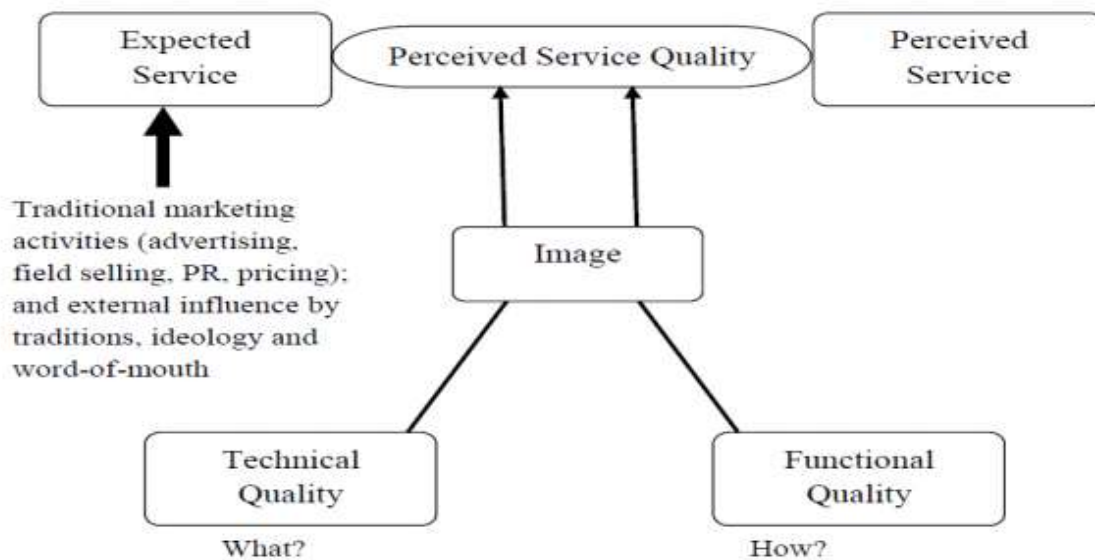 Expected
Service
Perceived Service Quality
Perceived
Service
Traditional marketing
activities (advertising,
field selling, PR, pricing);
and external influence by
traditions, ideology and
word-of-mouth
Image
Technical
Quality
Functional
Quality
What?
How?